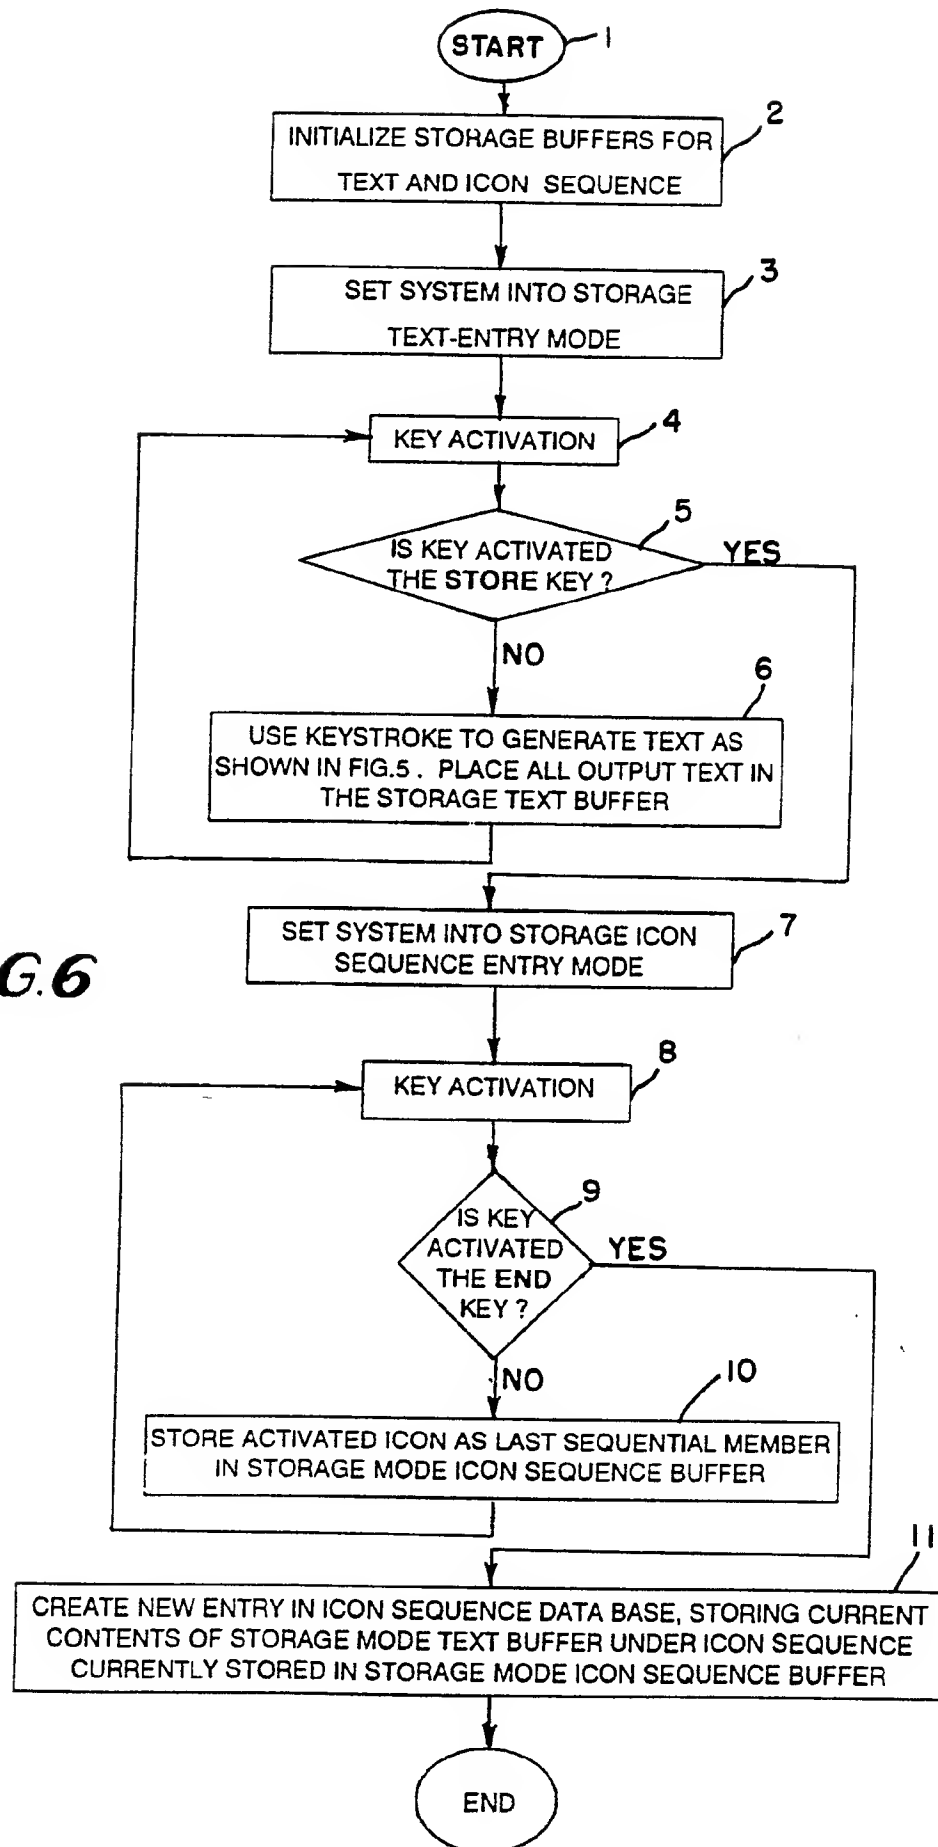 START
1
2
INITIALIZE STORAGE BUFFERS FOR
TEXT AND ICON SEQUENCE
3
SET SYSTEM INTO STORAGE
TEXT-ENTRY MODE
4
KEY ACTIVATION
5
IS KEY ACTIVATED
THE STORE KEY ?
YES
NO
6
USE KEYSTROKE TO GENERATE TEXT AS
SHOWN IN FIG.5. PLACE ALL OUTPUT TEXT IN
THE STORAGE TEXT BUFFER
7
SET SYSTEM INTO STORAGE ICON
SEQUENCE ENTRY MODE
G.6
8
KEY ACTIVATION
9
IS KEY
ACTIVATED
THE END
KEY ?
YES
NO
10
STORE ACTIVATED ICON AS LAST SEQUENTIAL MEMBER
IN STORAGE MODE ICON SEQUENCE BUFFER
11
CREATE NEW ENTRY IN ICON SEQUENCE DATA BASE, STORING CURRENT
CONTENTS OF STORAGE MODE TEXT BUFFER UNDER ICON SEQUENCE
CURRENTLY STORED IN STORAGE MODE ICON SEQUENCE BUFFER
END